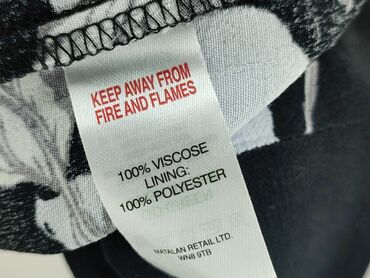 KEEP AWAY FROM
FIRE AND FLAMES
100% VISCOSE
LINING:
100% POLYESTER
MATALAN RETAIL LTD.
WN8 9TB